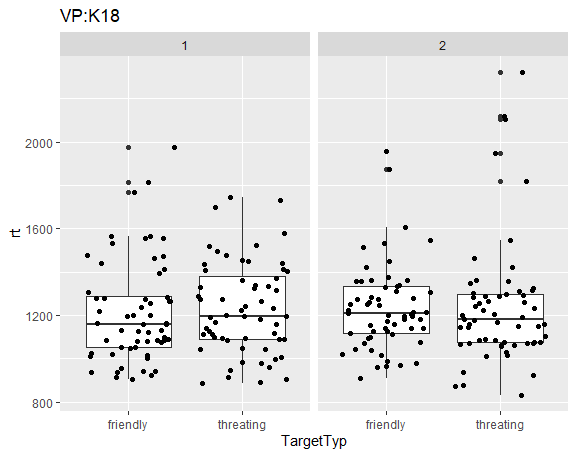 VP:K18
1 2
rt
2000
1600
1200
800
friendly threating friendly threating
TargetTyp